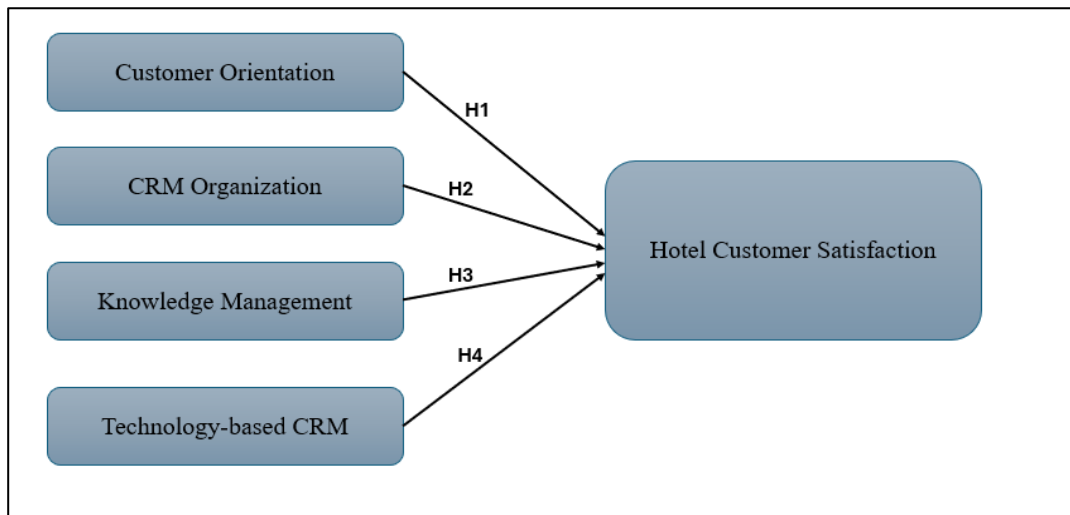 Customer Orientation
H1
CRM Organization
H2
Hotel Customer Satisfaction
Knowledge Management
H3
H4
Technology-based CRM